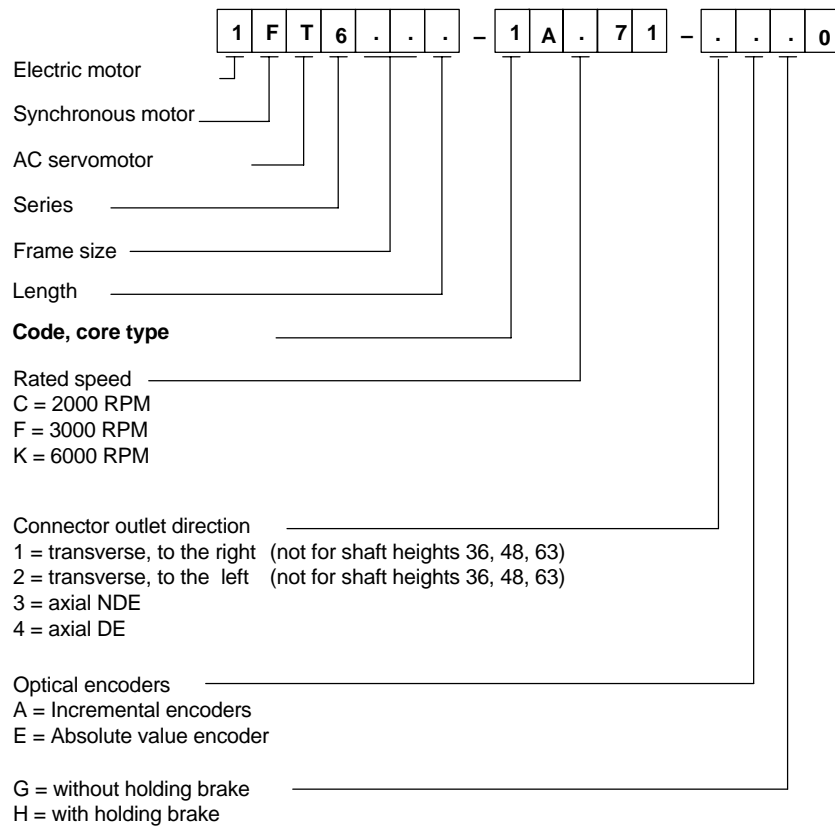 1 F T 6 . . . – 1 A . 7 1 – . . . 0
Electric motor
Synchronous motor
AC servomotor
Series
Frame size
Length
Code, core type
Rated speed
C = 2000 RPM
F = 3000 RPM
K = 6000 RPM
Connector outlet direction
1 = transverse, to the right (not for shaft heights 36, 48, 63)
2 = transverse, to the left (not for shaft heights 36, 48, 63)
3 = axial NDE
4 = axial DE
Optical encoders
A = Incremental encoders
E = Absolute value encoder
G = without holding brake
H = with holding brake